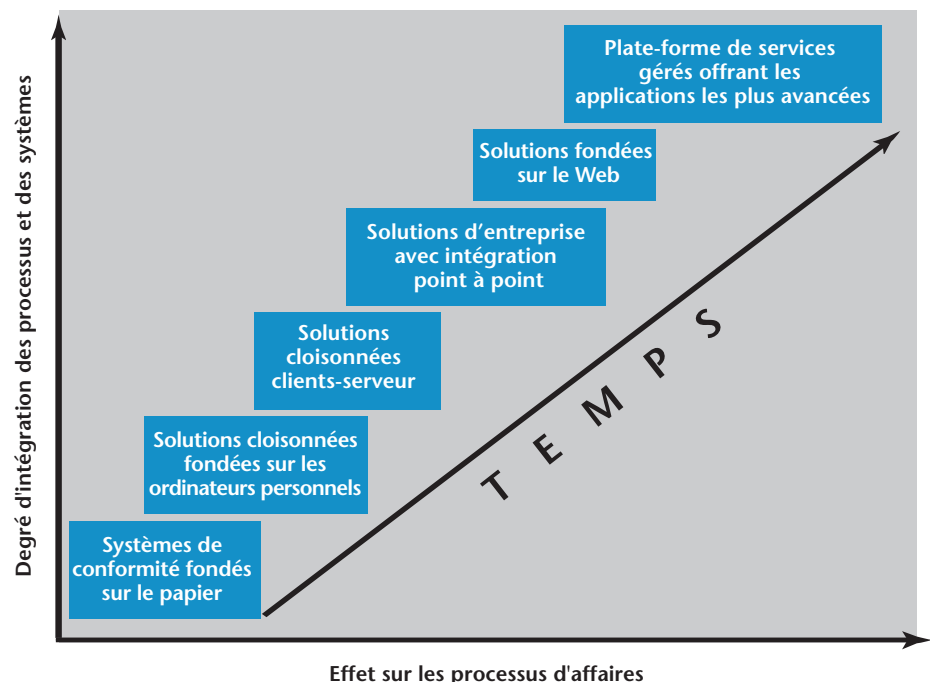 Plate-forme de services
gérés offrant les
applications les plus avancées
Solutions fondées
sur le Web
Solutions d’entreprise
avec intégration
point à point
Solutions
cloisonnées
clients-serveur
Solutions cloisonnées
fondées sur les
ordinateurs personnels
Systèmes de
conformité fondés
sur le papier
TEMPS
Degré d'intégration des processus et des systèmes
Effet sur les processus d'affaires